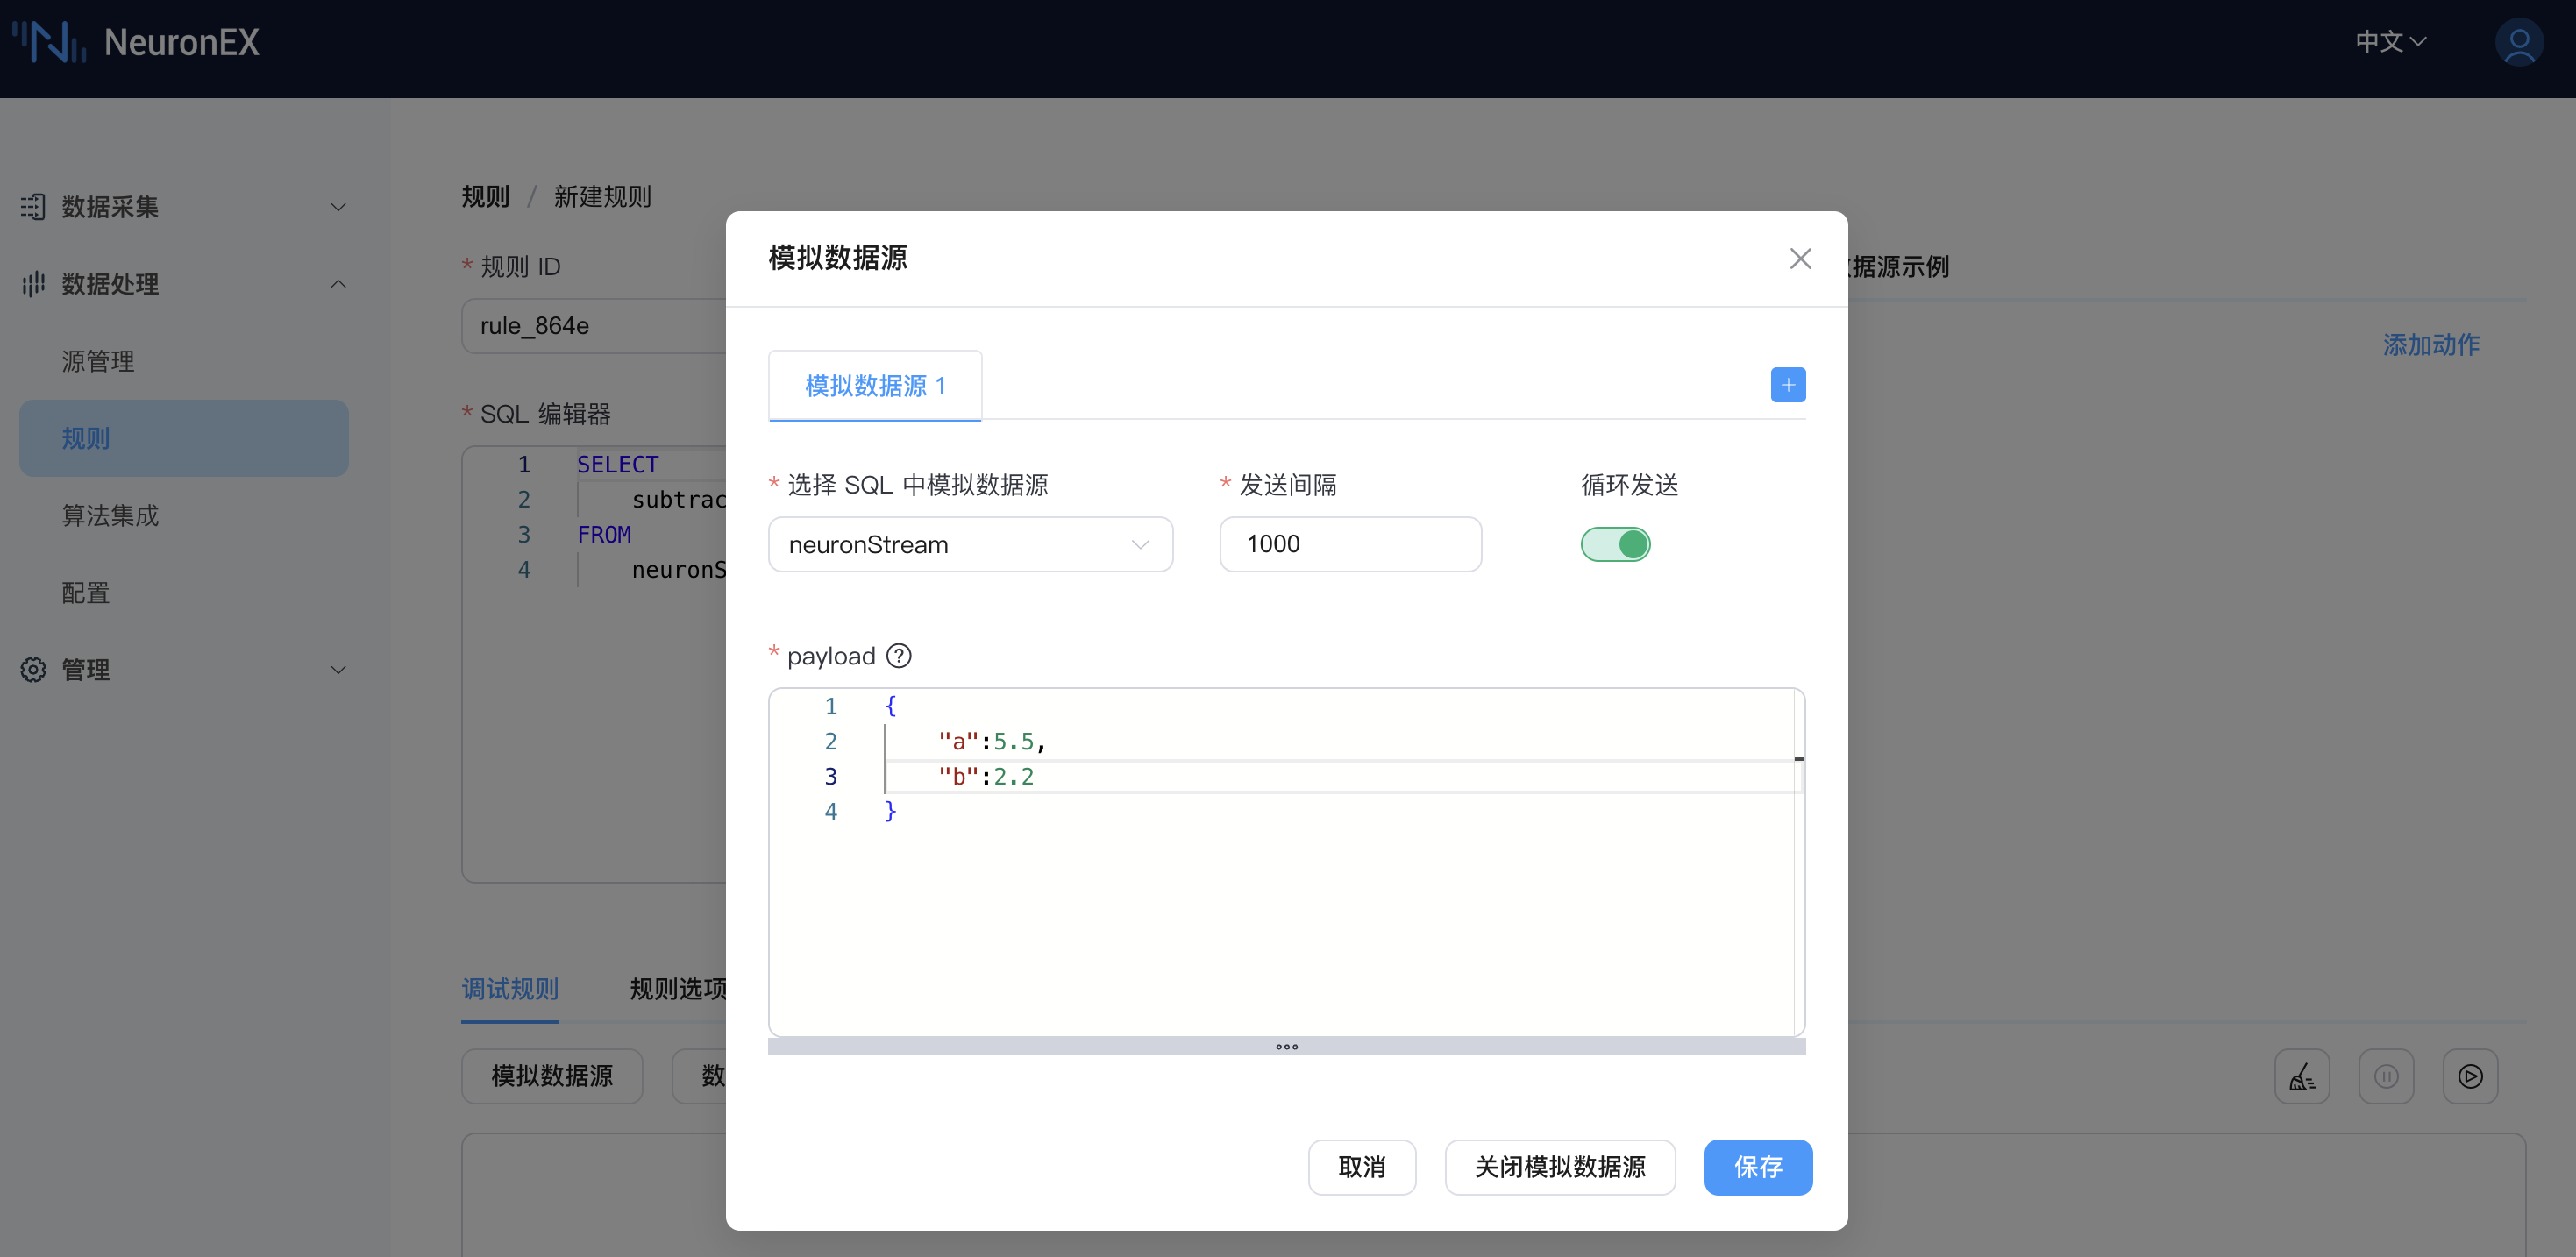 NeuronEX
中文
数据采集
数据处理
源管理
规则
算法集成
配置
管理
规则 / 新建规则
* 规则 ID
rule_864e
* SQL 编辑器
1 SELECT
2 subtrac
3 FROM
4 neuronS
据源示例
添加动作
调试规则 规则选项
模拟数据源 数
模拟数据源
模拟数据源 1
* 选择 SQL 中模拟数据源 * 发送间隔 循环发送
neuronStream 1000
* payload
1 {
2 "a":5.5,
3 "b":2.2
4 }
取消 关闭模拟数据源 保存